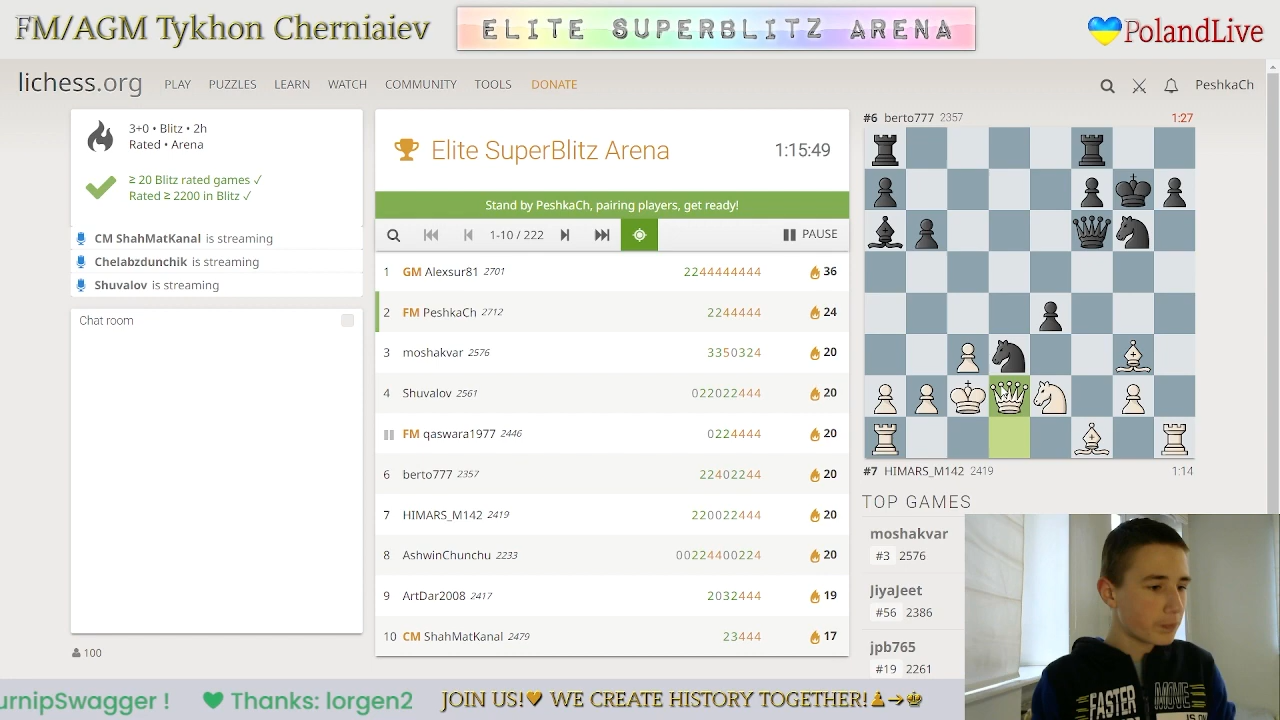 FM/AGM Tykhon Cherniaiev
ELITE SUPERBLITZ ARENA
PolandLive
lichess.org PLAY PUZZLES LEARN WATCH COMMUNITY TOOLS DONATE PeshkaCh
3+0 • Blitz • 2h
Rated • Arena
≥ 20 Blitz rated games ✓
Rated ≥ 2200 in Blitz ✓
CM ShahMatKanal is streaming
Chelabzdunchik is streaming
Shuvalov is streaming
Chat room
100
Elite SuperBlitz Arena 1:15:49
Stand by PeshkaCh, pairing players, get ready!
1-10 / 222 PAUSE
1 GM Alexsur81 2701 2244444444 36
2 FM PeshkaCh 2712 2244444 24
3 moshakvar 2576 3350324 20
4 Shuvalov 2561 022022444 20
FM qaswara1977 2446 0224444 20
6 berto777 2357 22402244 20
7 HIMARS_M142 2419 220022444 20
8 AshwinChunchu 2233 00224400224 20
9 ArtDar2008 2417 2032444 19
10 CM ShahMatKanal 2479 23444 17
#6 berto777 2357 1:27
#7 HIMARS_M142 2419 1:14
TOP GAMES
moshakvar
#3 2576
JiyaJeet
#56 2386
jpb765
#19 2261
FASTER
MOVE
urnipSwagger ! Thanks: lorgen2
US! WE CREATE HISTORY TOGETHER!